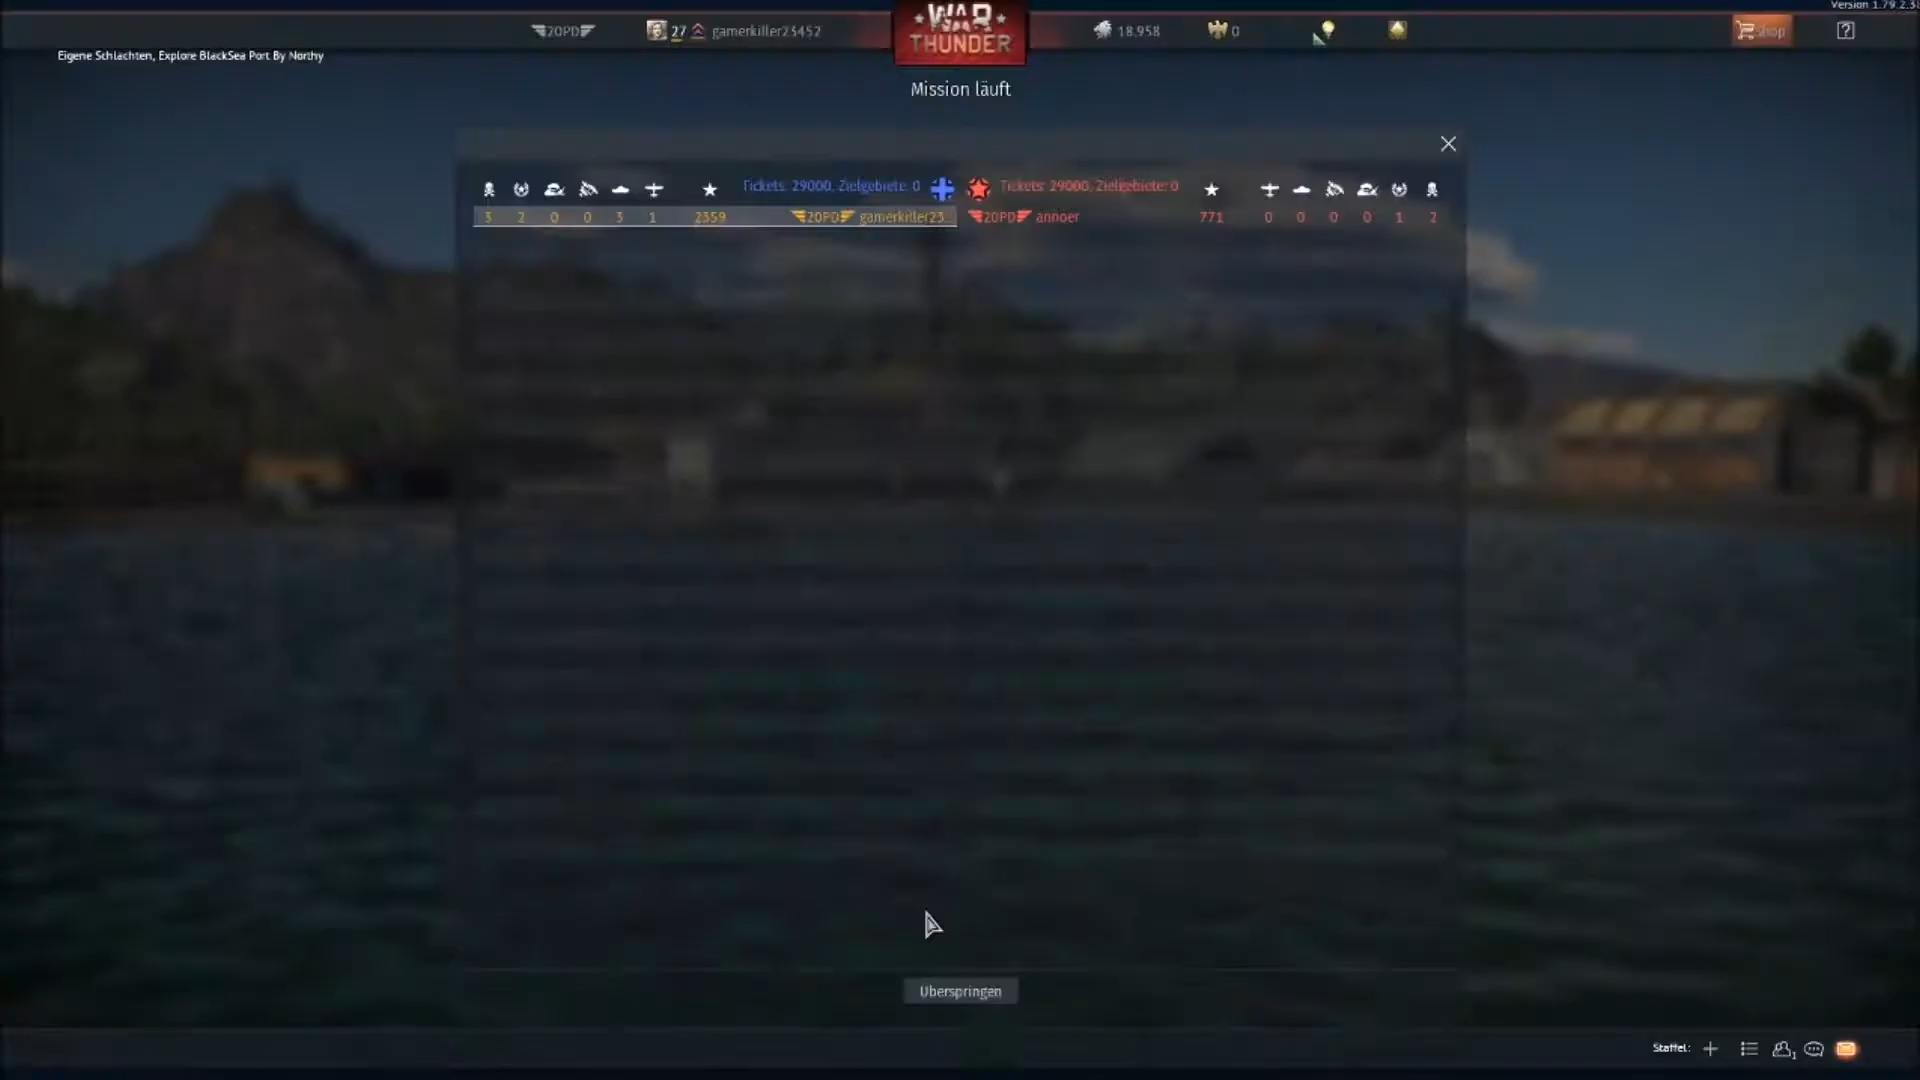 Version 1.79.2.3
20PD
27
gamerkiller23452
WAR
THUNDER
18.958
0
Shop
?
Eigene Schlachten, Explore BlackSea Port By Northy
Mission läuft
Tickets: 29000, Zielgebiete: 0
Tickets: 29000, Zielgebiete: 0
3 2 0 0 3 1 2359 20PD gamerkiller23...
20PD annoer 771 0 0 0 0 1 2
Überspringen
Staffel: 1